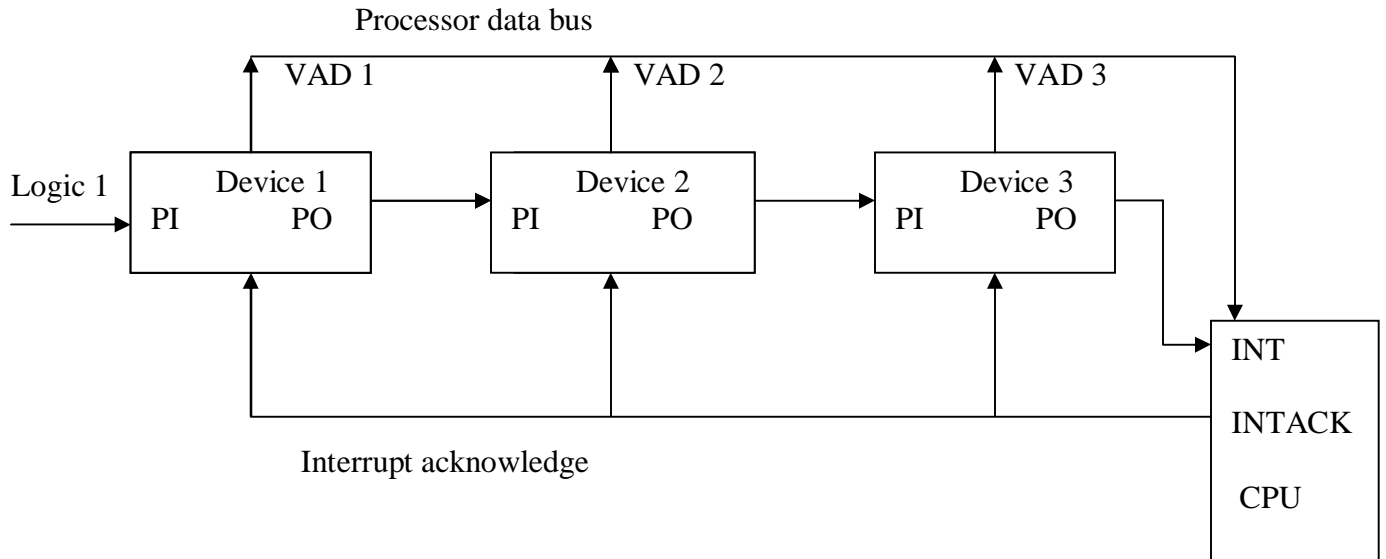 Processor data bus
VAD 1 VAD 2 VAD 3
Logic 1
Device 1
PI PO
Device 2
PI PO
Device 3
PI PO
INT
INTACK
Interrupt acknowledge
CPU